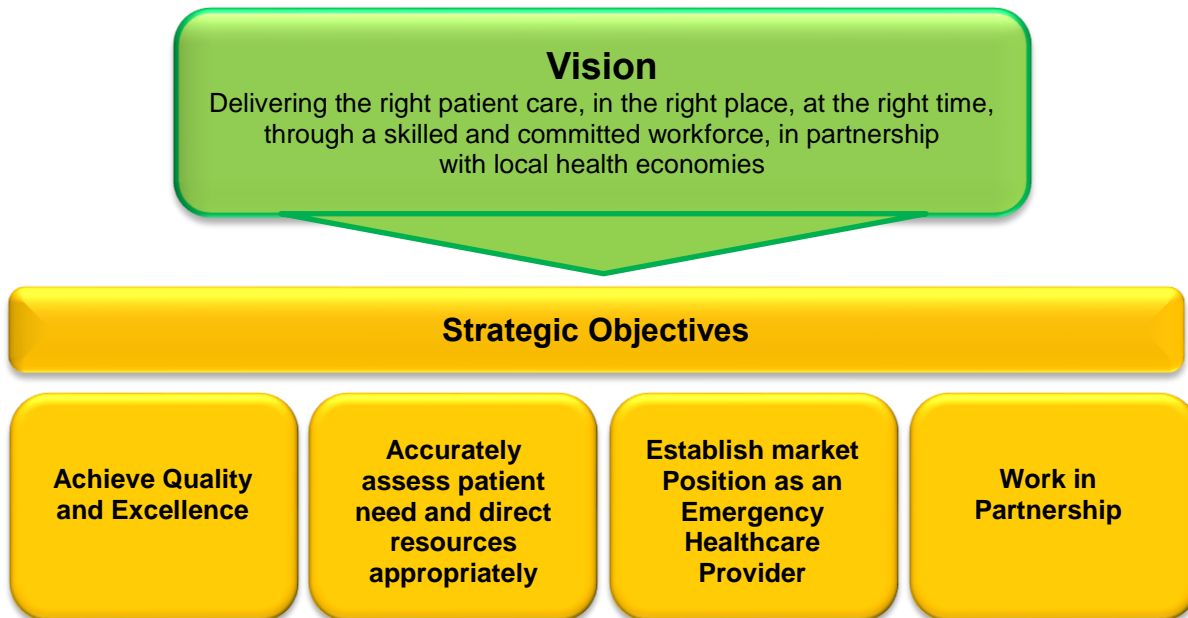 Vision
Delivering the right patient care, in the right place, at the right time,
through a skilled and committed workforce, in partnership
with local health economies
Strategic Objectives
Achieve Quality
and Excellence
Accurately
assess patient
need and direct
resources
appropriately
Establish market
Position as an
Emergency
Healthcare
Provider
Work in
Partnership